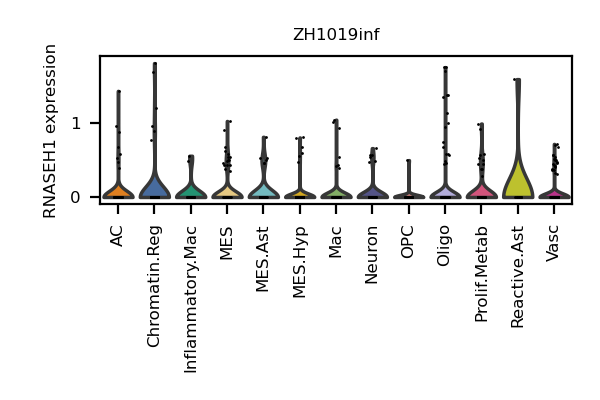 ZH1019inf
RNASEH1 expression
1
0
AC
Chromatin.Reg
Inflammatory.Mac
MES
MES.Ast
MES.Hyp
Mac
Neuron
OPC
Oligo
Prolif.Metab
Reactive.Ast
Vasc